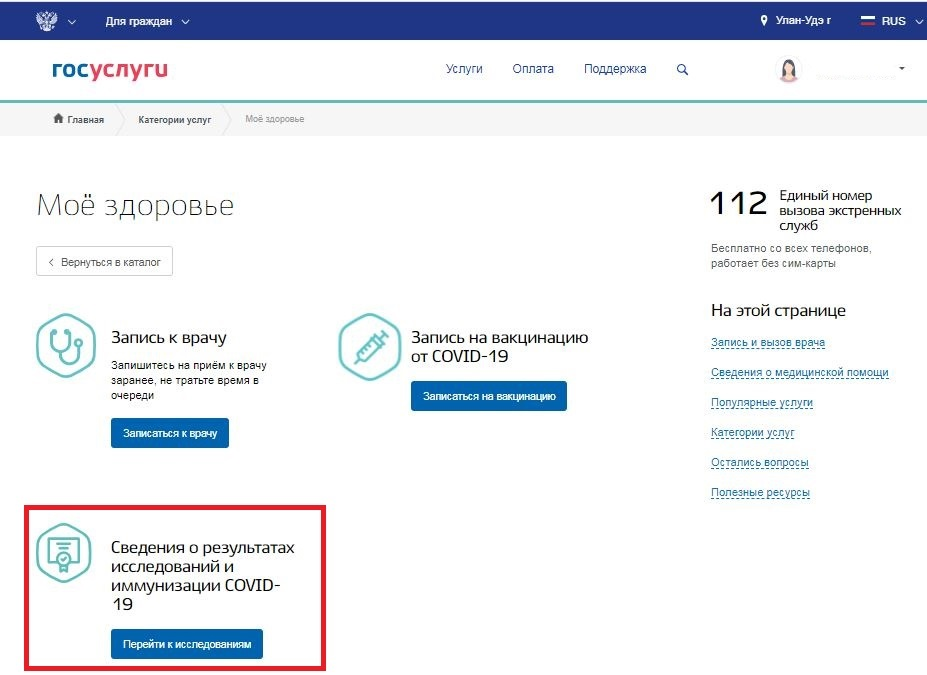 Для граждан
Улан-Удэ г
RUS
госуслуги
Услуги
Оплата
Поддержка
Главная
Категории услуг
Моё здоровье
Моё здоровье
Вернуться в каталог
Запись к врачу
Запишитесь на приём к врачу
заранее, не тратьте время в
очереди
Записаться к врачу
Запись на вакцинацию
от COVID-19
Записаться на вакцинацию
Сведения о результатах
исследований и
иммунизации COVID-
19
Перейти к исследованиям
112
Единый номер
вызова экстренных
служб
Бесплатно со всех телефонов,
работает без сим-карты
На этой странице
Запись и вызов врача
Сведения о медицинской помощи
Популярные услуги
Категории услуг
Остались вопросы
Полезные ресурсы